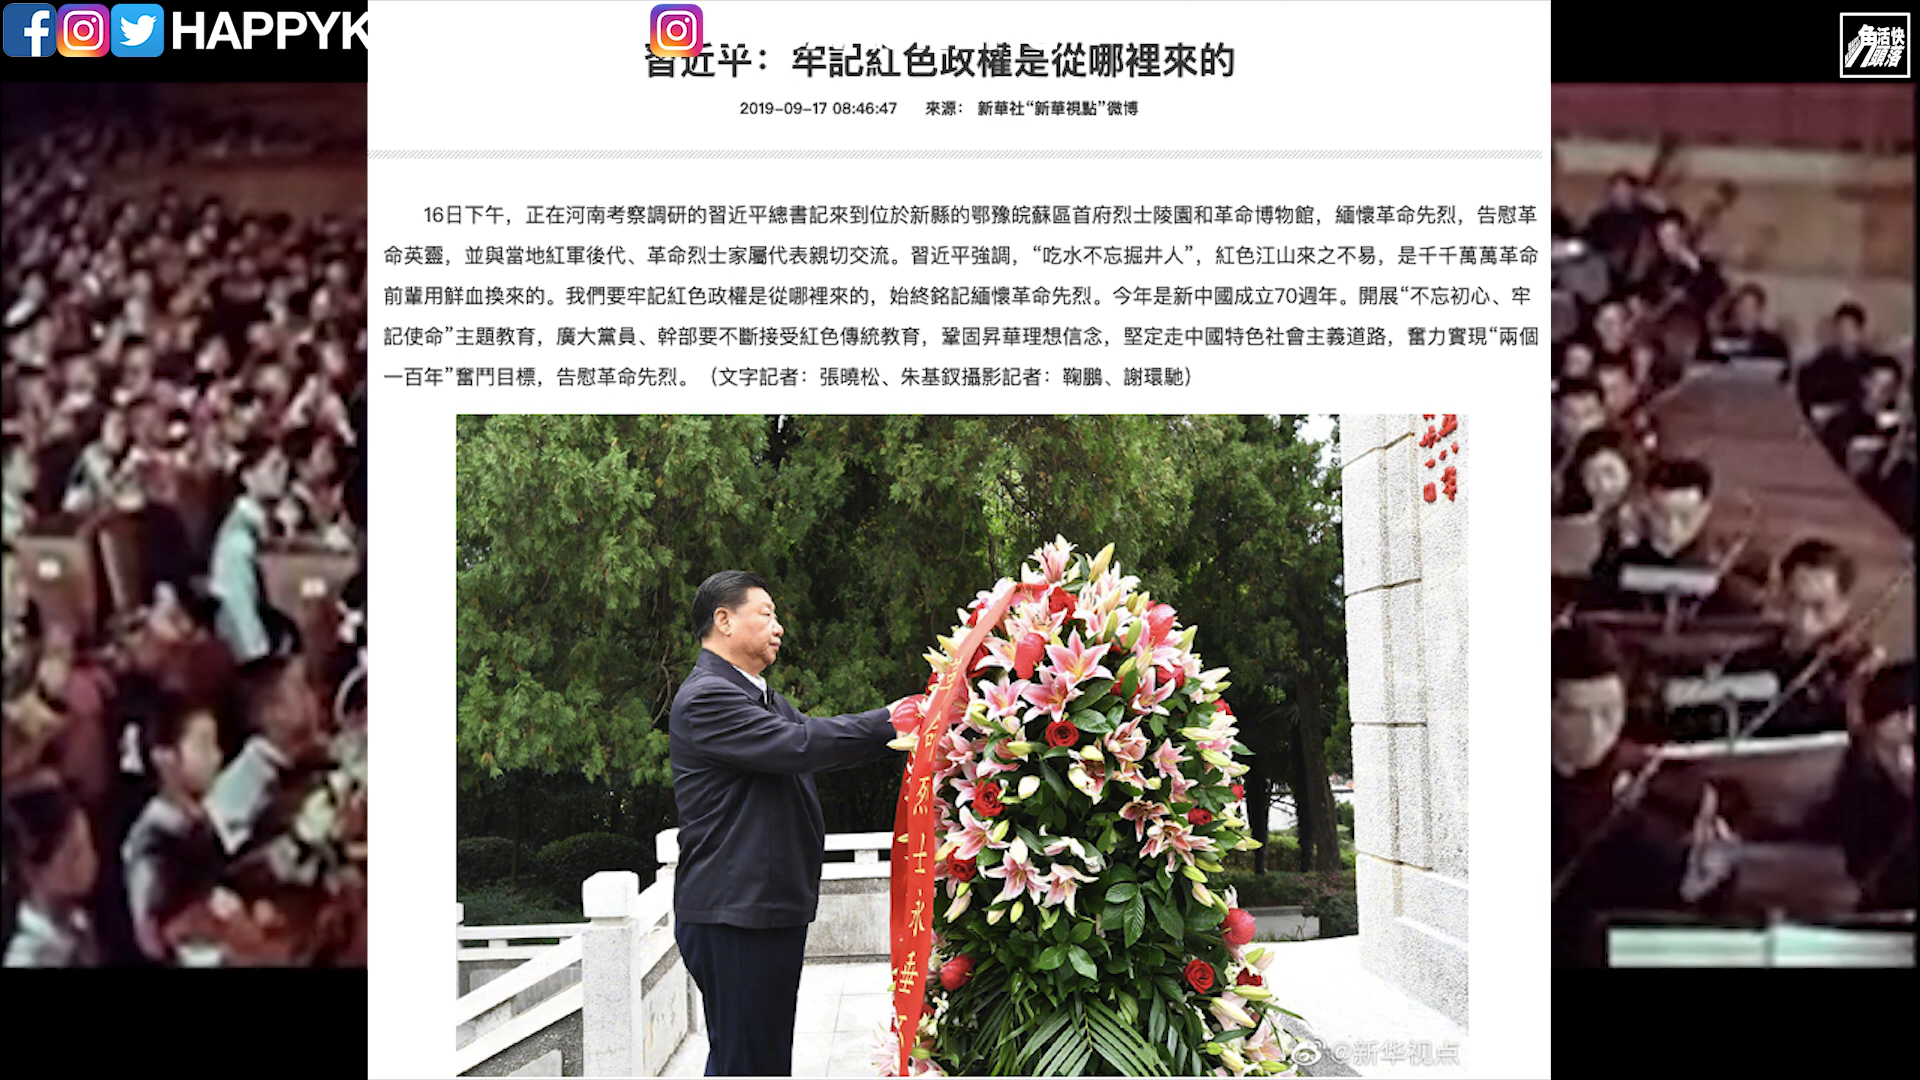 HAPPYK
快活
落角頭
習近平：牢記紅色政權是從哪裡來的
2019-09-17 08:46:47 來源： 新華社“新華視點”微博
16日下午，正在河南考察調研的習近平總書記來到位於新縣的鄂豫皖蘇區首府烈士陵園和革命博物館，緬懷革命先烈，告慰革
命英靈，並與當地紅軍後代、革命烈士家屬代表親切交流。習近平強調，“吃水不忘掘井人”，紅色江山來之不易，是千千萬萬革命
前輩用鮮血換來的。我們要牢記紅色政權是從哪裡來的，始終銘記緬懷革命先烈。今年是新中國成立70週年。開展“不忘初心、牢
記使命”主題教育，廣大黨員、幹部要不斷接受紅色傳統教育，鞏固昇華理想信念，堅定走中國特色社會主義道路，奮力實現“兩個
一百年”奮鬥目標，告慰革命先烈。（文字記者：張曉松、朱基釵攝影記者：鞠鵬、謝環馳）
烈士永垂
@新华视点